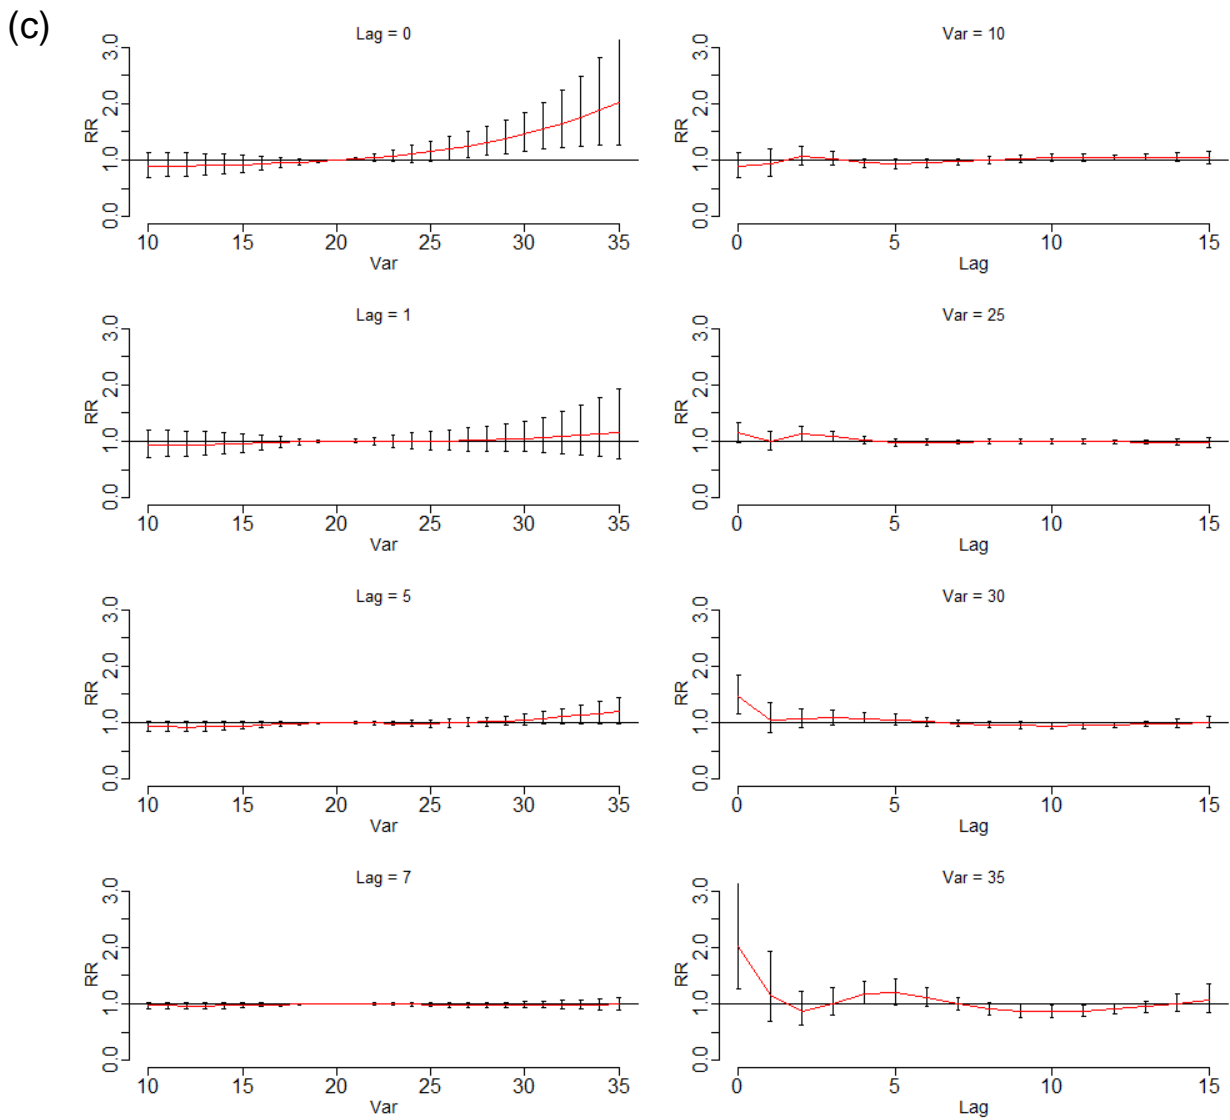 (c)
Lag = 0
RR
0.0 1.0 2.0 3.0
10 15 20 25 30 35
Var
Var = 10
RR
0.0 1.0 2.0 3.0
0 5 10 15
Lag
Lag = 1
RR
0.0 1.0 2.0 3.0
10 15 20 25 30 35
Var
Var = 25
RR
0.0 1.0 2.0 3.0
0 5 10 15
Lag
Lag = 5
RR
0.0 1.0 2.0 3.0
10 15 20 25 30 35
Var
Var = 30
RR
0.0 1.0 2.0 3.0
0 5 10 15
Lag
Lag = 7
RR
0.0 1.0 2.0 3.0
10 15 20 25 30 35
Var
Var = 35
RR
0.0 1.0 2.0 3.0
0 5 10 15
Lag